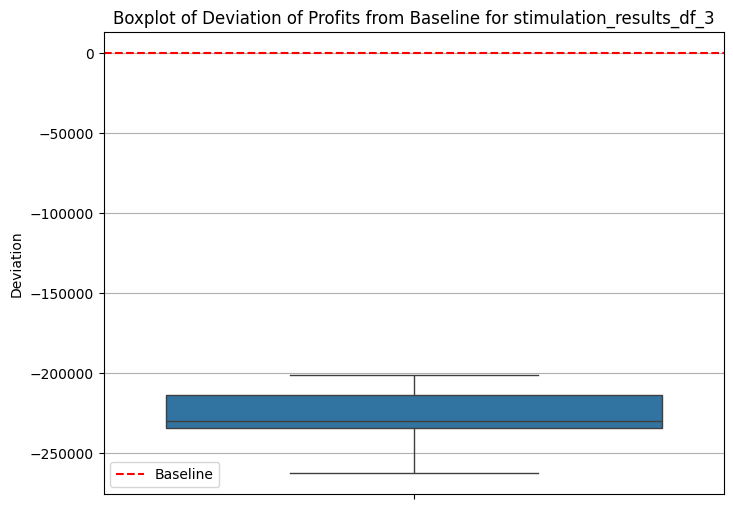 Boxplot of Deviation of Profits from Baseline for stimulation_results_df_3
0
−50000
−100000
−150000
−200000
−250000
Deviation
Baseline